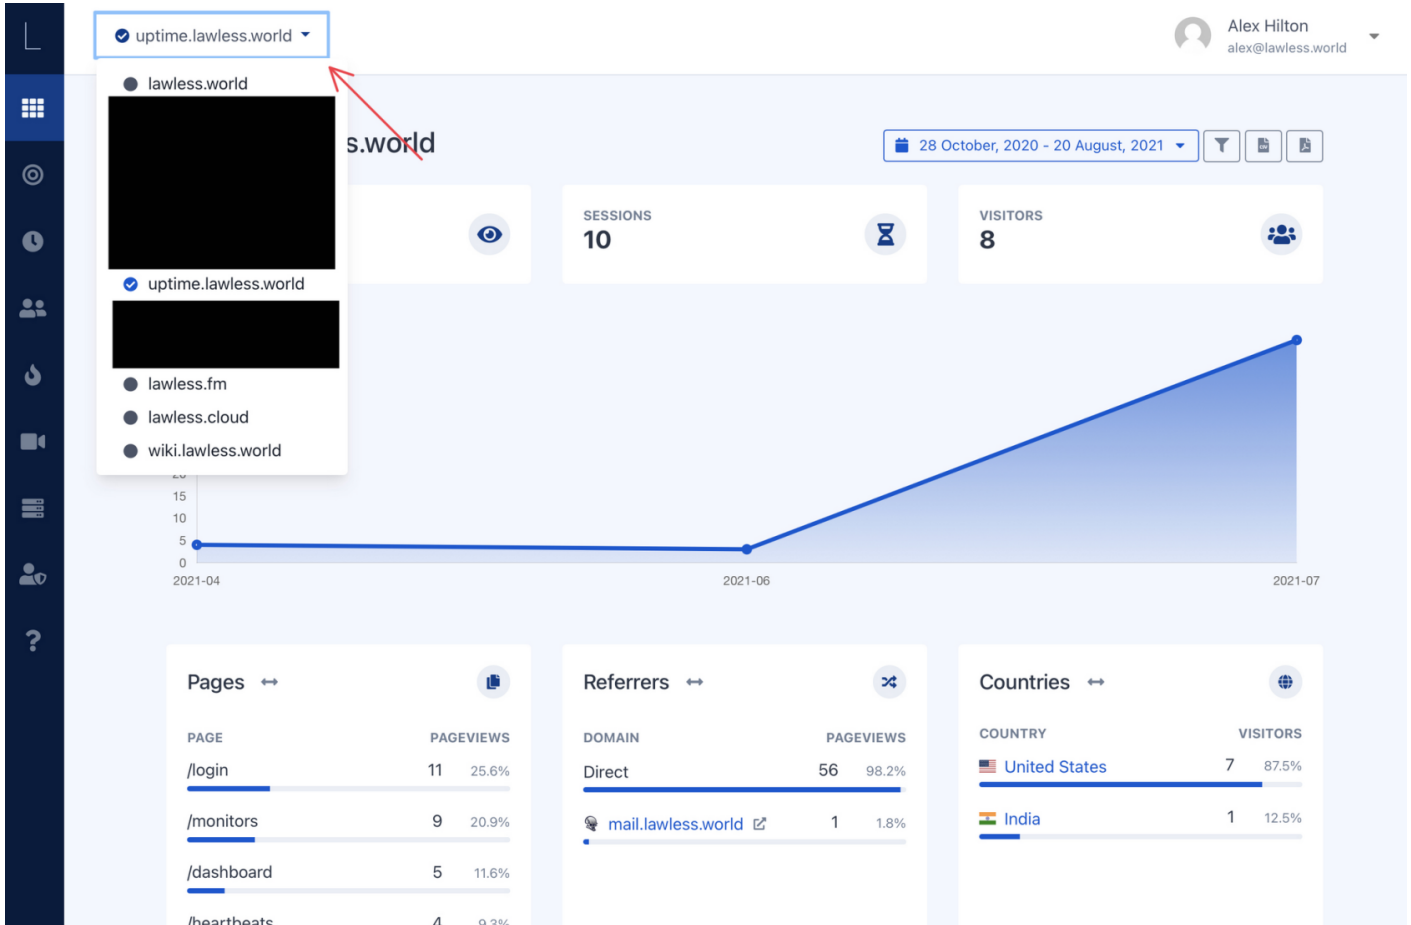 L
uptime.lawless.world
Alex Hilton
alex@lawless.world
lawless.world
uptime.lawless.world
lawless.fm
lawless.cloud
wiki.lawless.world
s.world
28 October, 2020 - 20 August, 2021
SESSIONS
10
VISITORS
8
15
10
5
0
2021-04
2021-06
2021-07
Pages
PAGE PAGEVIEWS
/login 11 25.6%
/monitors 9 20.9%
/dashboard 5 11.6%
/heartbeats 4 9.3%
Referrers
DOMAIN PAGEVIEWS
Direct 56 98.2%
mail.lawless.world 1 1.8%
Countries
COUNTRY VISITORS
United States 7 87.5%
India 1 12.5%